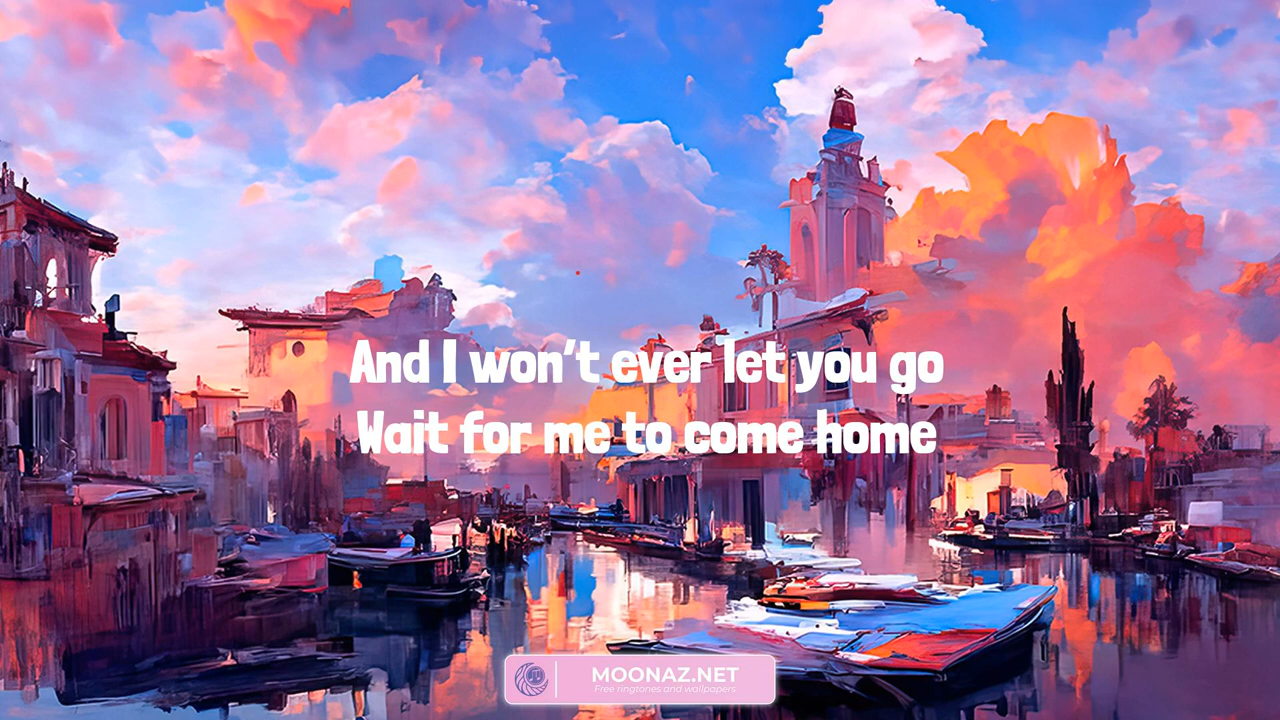 And I won't ever let you go
Wait for me to come home
MOONAZ.NET
Free ringtones and wallpapers